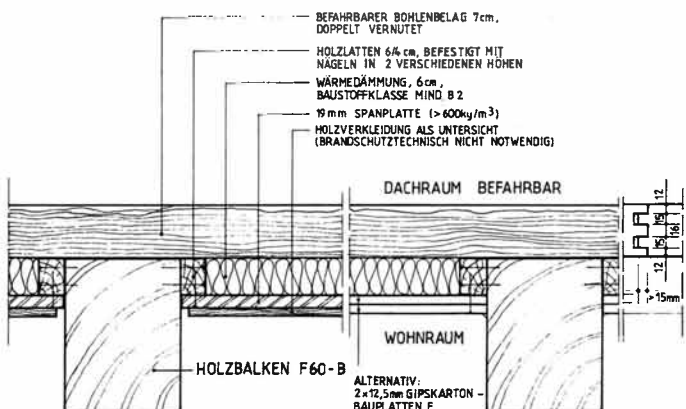 BEFAHRBARER BOHLENBELAG 7cm,
DOPPELT VERNUTET
HOLZLATTEN 6/4 cm, BEFESTIGT MIT
NÄGELN IN 2 VERSCHIEDENEN HÖHEN
WÄRMEDÄMMUNG, 6cm,
BAUSTOFFKLASSE MIND B2
19mm SPANPLATTE (>600kg/m³)
HOLZVERKLEIDUNG ALS UNTERSICHT
(BRANDSCHUTZTECHNISCH NICHT NOTWENDIG)
DACHRAUM BEFAHRBAR
12
15
16
15
12
>15mm
WOHNRAUM
HOLZBALKEN F60-B
ALTERNATIV:
2×12,5mm GIPSKARTON-
BAUPLATTEN F